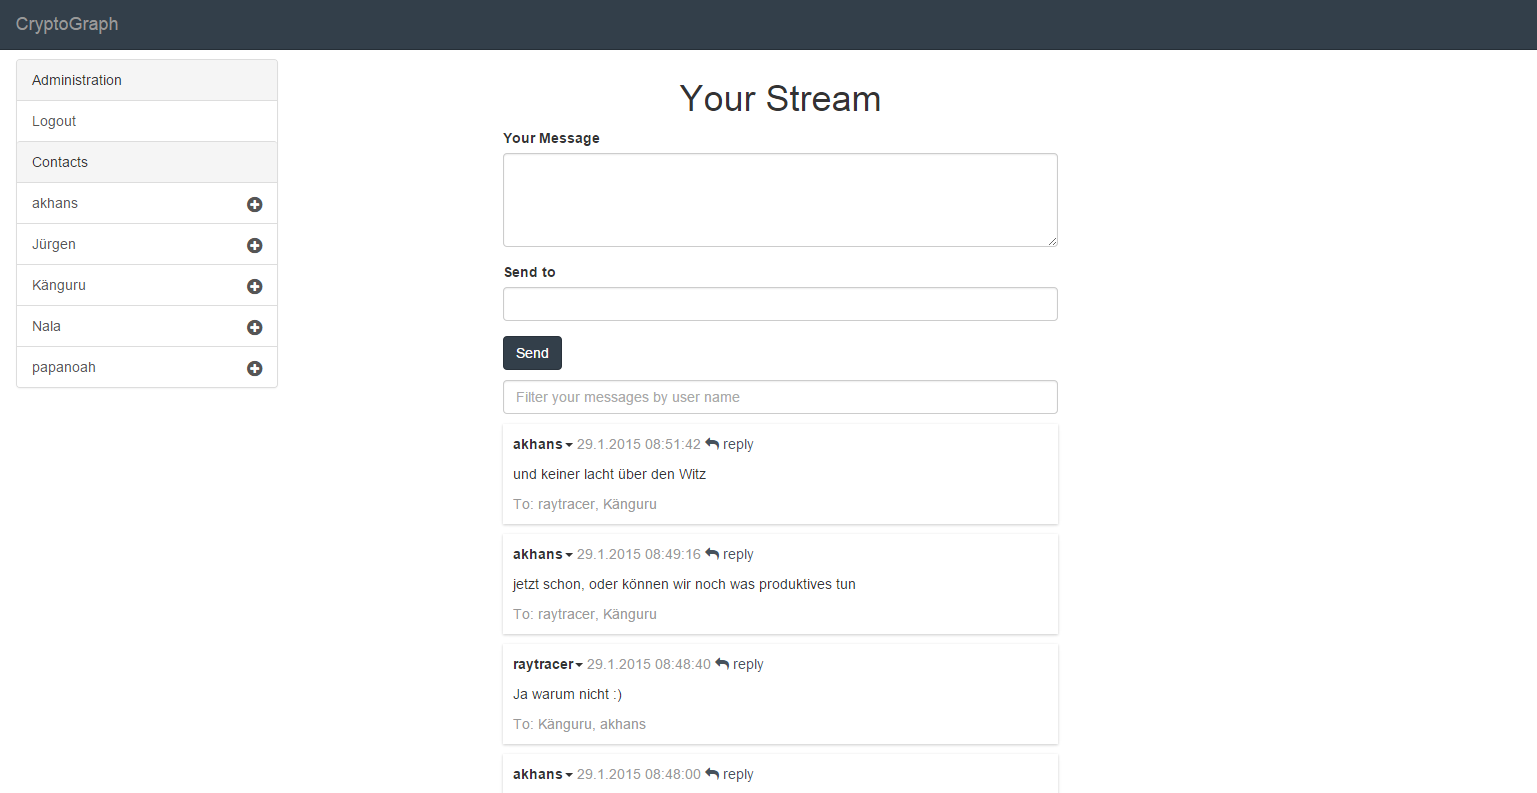 CryptoGraph
Administration
Logout
Contacts
akhans
Jürgen
Känguru
Nala
papanoah
Your Stream
Your Message
Send to
Send
Filter your messages by user name
akhans 29.1.2015 08:51:42 reply
und keiner lacht über den Witz
To: raytracer, Känguru
akhans 29.1.2015 08:49:16 reply
jetzt schon, oder können wir noch was produktives tun
To: raytracer, Känguru
raytracer 29.1.2015 08:48:40 reply
Ja warum nicht :)
To: Känguru, akhans
akhans 29.1.2015 08:48:00 reply